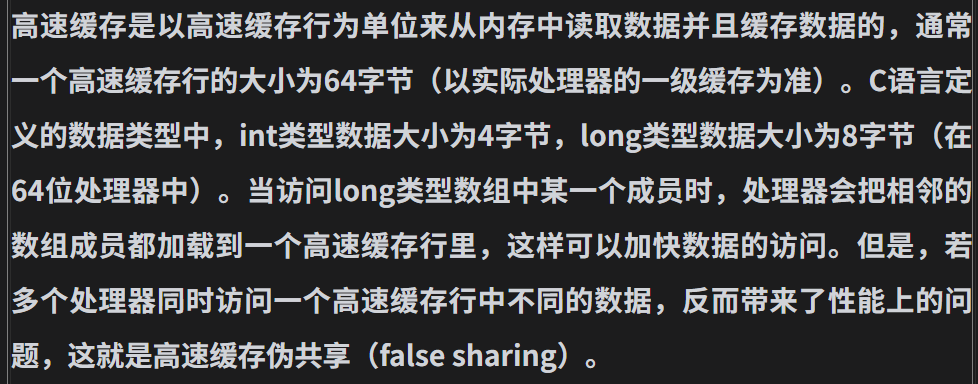 高速缓存是以高速缓存行为单位来从内存中读取数据并且缓存数据的，通常
一个高速缓存行的大小为64字节（以实际处理器的一级缓存为准）。C语言定
义的数据类型中，int类型数据大小为4字节，long类型数据大小为8字节（在
64位处理器中）。当访问long类型数组中某一个成员时，处理器会把相邻的
数组成员都加载到一个高速缓存行里，这样可以加快数据的访问。但是，若
多个处理器同时访问一个高速缓存行中不同的数据，反而带来了性能上的问
题，这就是高速缓存伪共享（false sharing）。